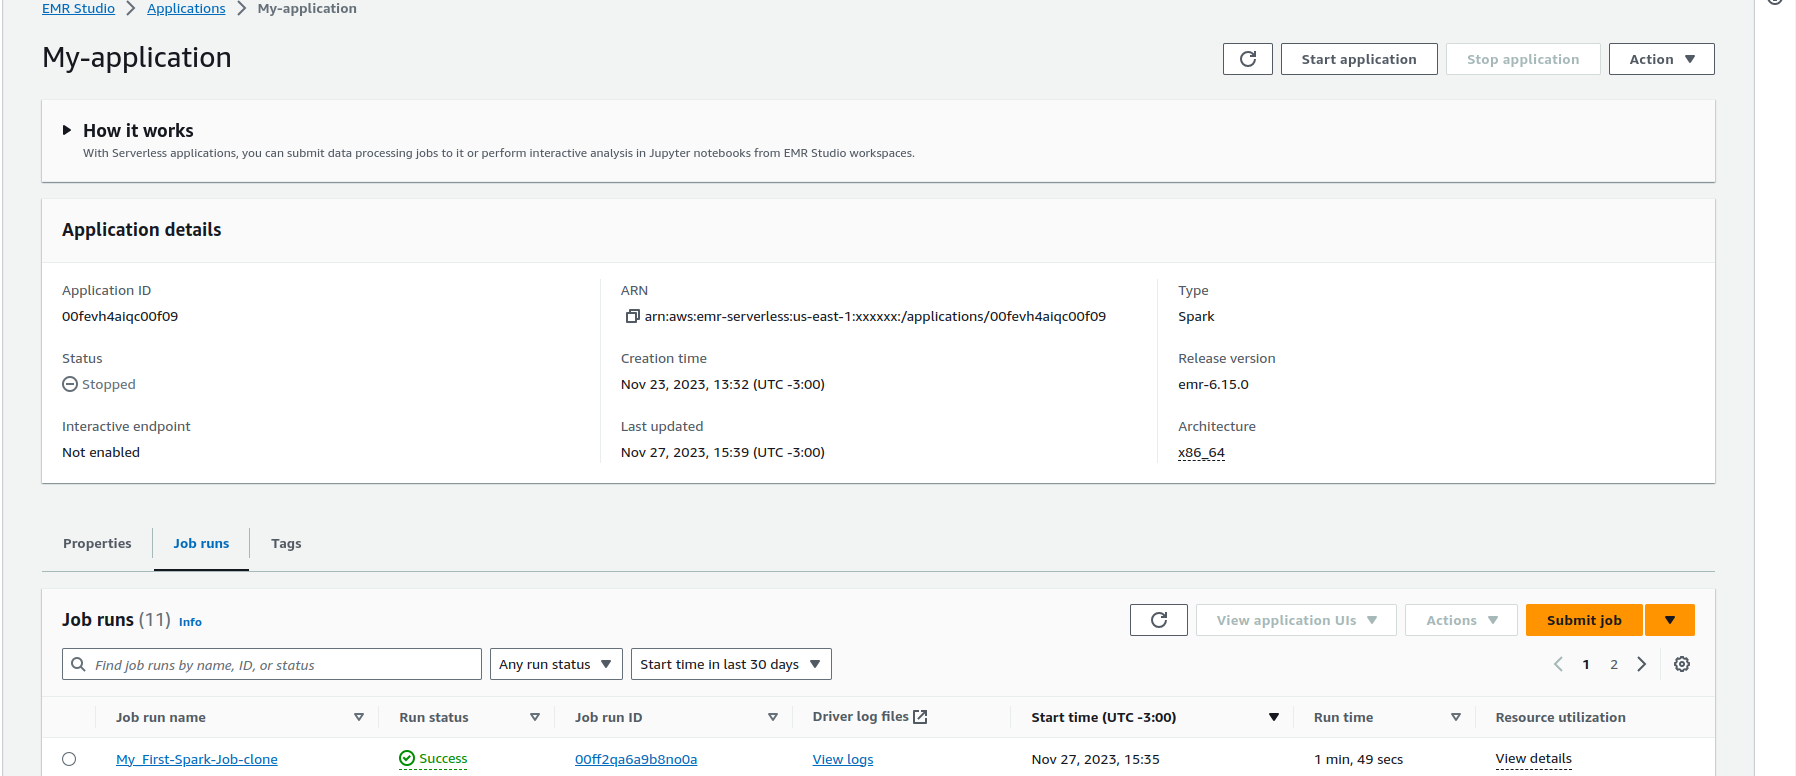 EMR Studio > Applications > My-application
My-application
Start application Stop application Action
How it works
With Serverless applications, you can submit data processing jobs to it or perform interactive analysis in Jupyter notebooks from EMR Studio workspaces.
Application details
Application ID ARN Type
00fevh4aiqc00f09 arn:aws:emr-serverless:us-east-1:xxxxxx:/applications/00fevh4aiqc00f09 Spark
Status Creation time Release version
Stopped Nov 23, 2023, 13:32 (UTC -3:00) emr-6.15.0
Interactive endpoint Last updated Architecture
Not enabled Nov 27, 2023, 15:39 (UTC -3:00) x86_64
Properties Job runs Tags
Job runs (11) Info View application UIs Actions Submit job
Find job runs by name, ID, or status Any run status Start time in last 30 days 1 2
Job run name Run status Job run ID Driver log files Start time (UTC -3:00) Run time Resource utilization
My_First-Spark-Job-clone Success 00ff2qa6a9b8no0a View logs Nov 27, 2023, 15:35 1 min, 49 secs View details